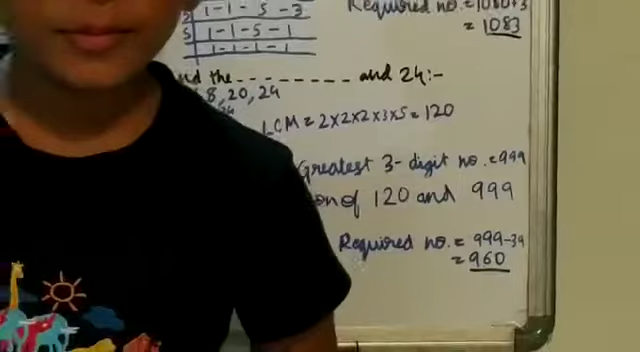 2 | 1-1-5-3
5 | 1-1-5-1
1-1-1-1
Required no. = 1080+3
= 1083
nd the --------- and 24:-
8, 20, 24
LCM = 2x2x2x3x5 = 120
Greatest 3-digit no. = 999
on of 120 and 999
Required no. = 999-39
= 960